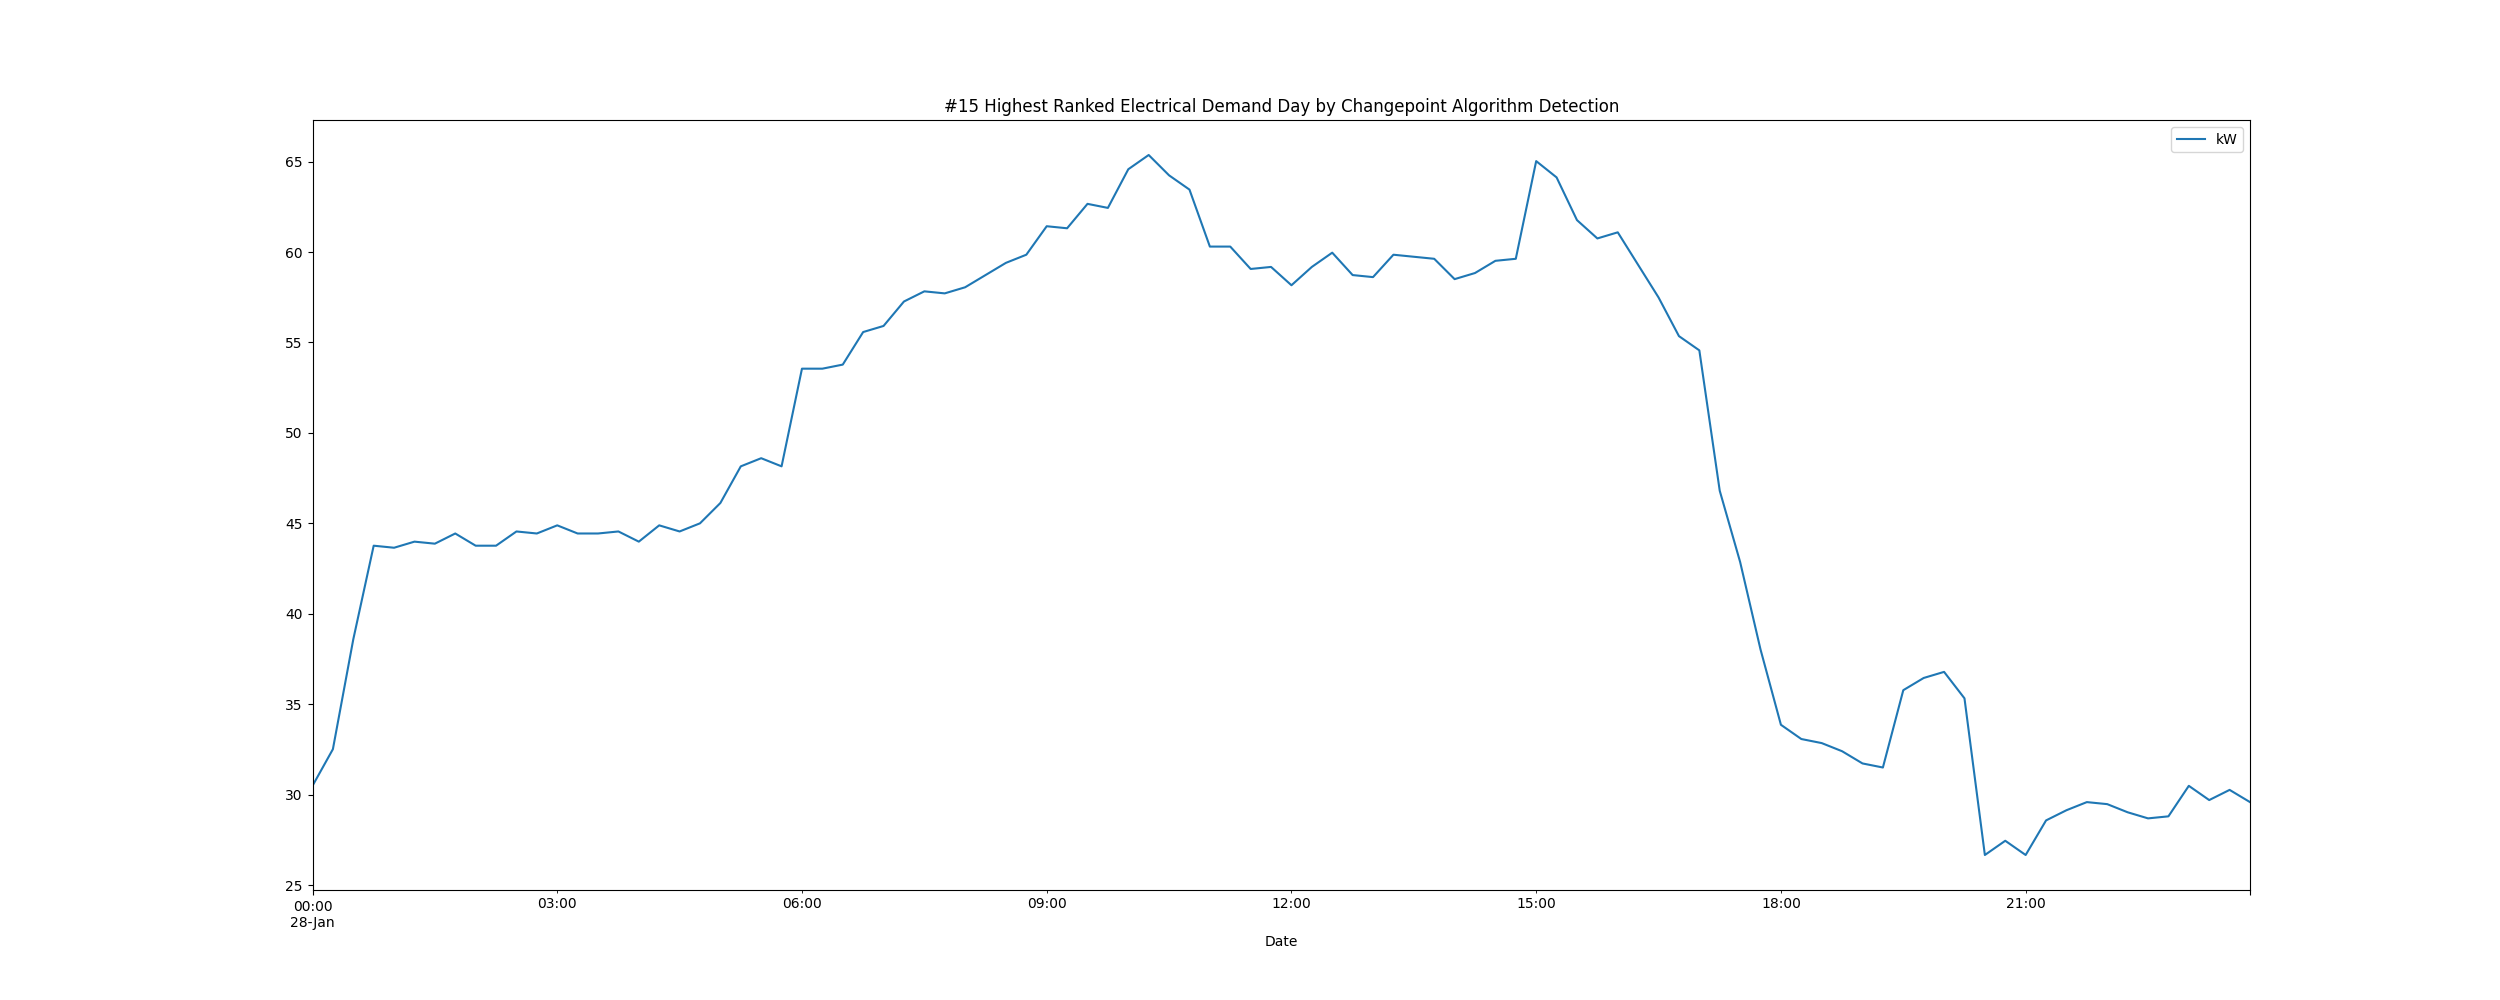 #15 Highest Ranked Electrical Demand Day by Changepoint Algorithm Detection
kW
65
60
55
50
45
40
35
30
25
00:00 03:00 06:00 09:00 12:00 15:00 18:00 21:00
28-Jan
Date